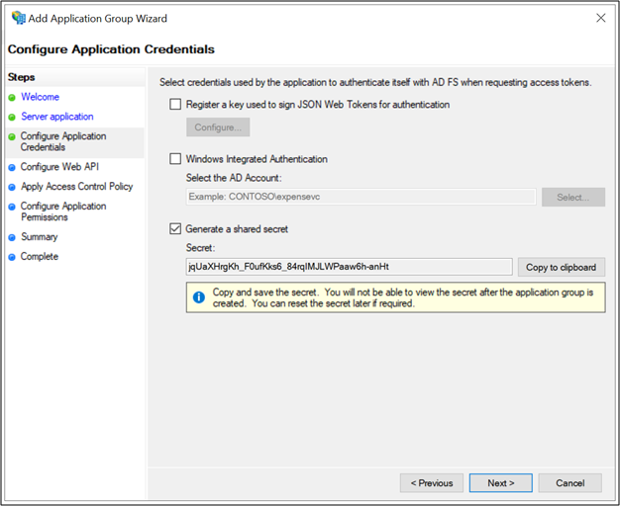 Add Application Group Wizard
Configure Application Credentials
Steps
Welcome
Server application
Configure Application
Credentials
Configure Web API
Apply Access Control Policy
Configure Application
Permissions
Summary
Complete
Select credentials used by the application to authenticate itself with AD FS when requesting access tokens.
Register a key used to sign JSON Web Tokens for authentication
Configure...
Windows Integrated Authentication
Select the AD Account:
Example: CONTOSO\expensevc
Select...
Generate a shared secret
Secret:
jqUaXHrgKh_F0ufKks6_84rqIMJLWPaaw6h-anHt
Copy to clipboard
Copy and save the secret. You will not be able to view the secret after the application group is
created. You can reset the secret later if required.
< Previous
Next >
Cancel